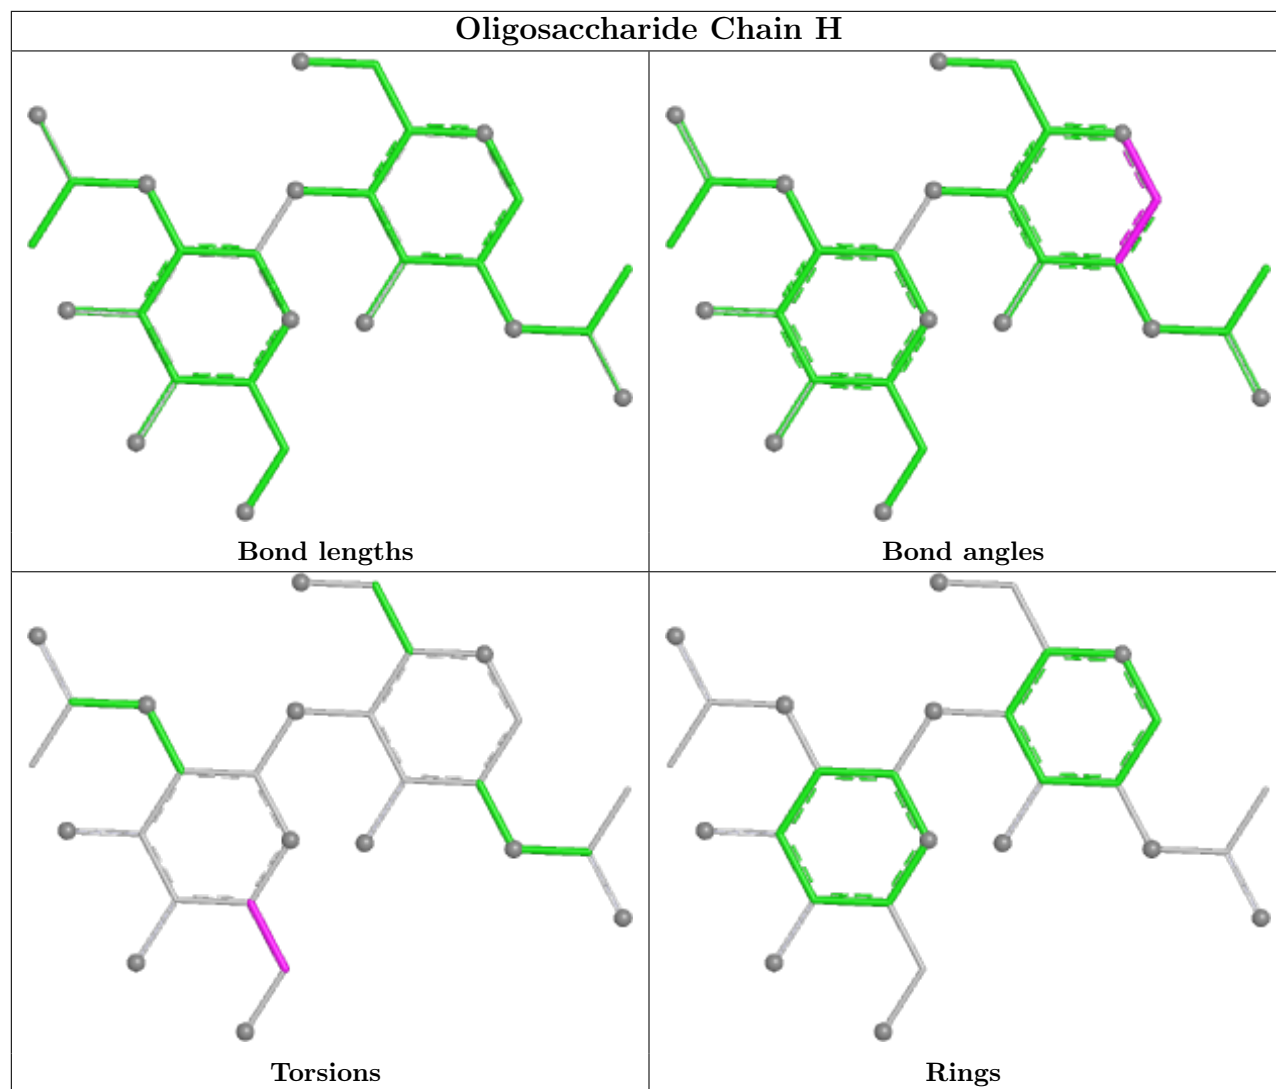 Oligosaccharide Chain H
Bond lengths
Bond angles
Torsions
Rings